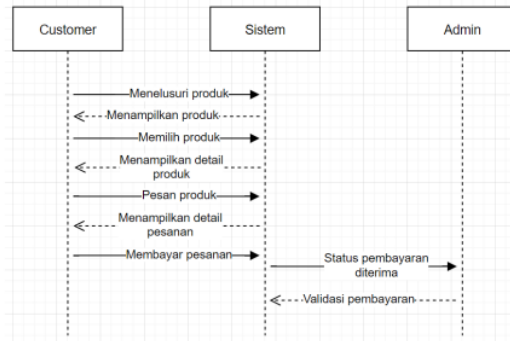 Customer
Sistem
Admin
Menelusuri produk
Menampilkan produk
Memilih produk
Menampilkan detail
produk
Pesan produk
Menampilkan detail
pesanan
Membayar pesanan
Status pembayaran
diterima
Validasi pembayaran